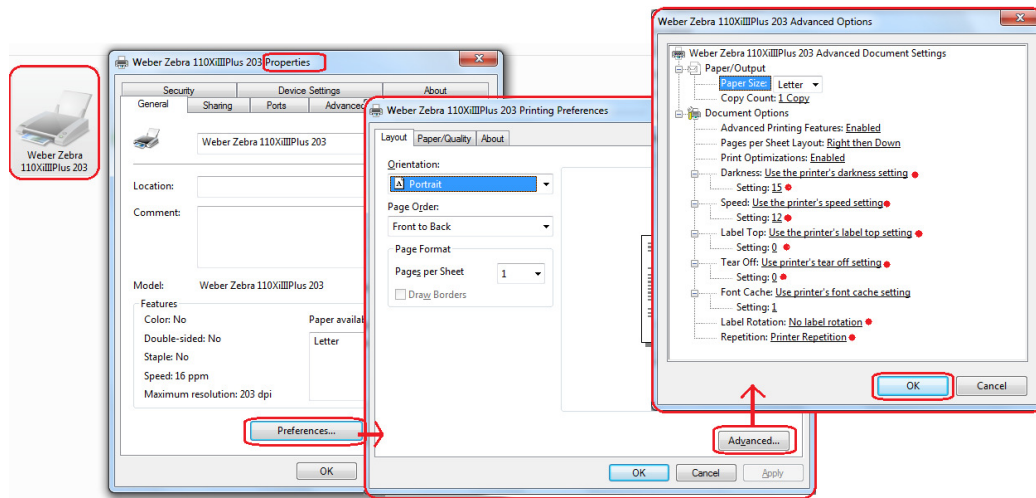 Weber Zebra
110XiIIIPlus 203
Weber Zebra 110XiIIIPlus 203 Properties
Security
Device Settings
About
General
Sharing
Ports
Advanced
Weber Zebra 110XiIIIPlus 203
Location:
Comment:
Model:
Weber Zebra 110XiIIIPlus 203
Features
Color: No
Double-sided: No
Staple: No
Speed: 16 ppm
Maximum resolution: 203 dpi
Letter
Preferences...
OK
Weber Zebra 110XiIIIPlus 203 Printing Preferences
Layout
Paper/Quality
About
Orientation:
Portrait
Page Order:
Front to Back
Page Format
Pages per Sheet
1
Draw Borders
Advanced...
OK
Cancel
Apply
Weber Zebra 110XiIIIPlus 203 Advanced Options
Weber Zebra 110XiIIIPlus 203 Advanced Document Settings
Paper/Output
Paper Size: Letter
Copy Count: 1 Copy
Document Options
Advanced Printing Features: Enabled
Pages per Sheet Layout: Right then Down
Print Optimizations: Enabled
Darkness: Use the printer's darkness setting
Setting: 15
Speed: Use the printer's speed setting
Setting: 12
Label Top: Use the printer's label top setting
Setting: 0
Tear Off: Use printer's tear off setting
Setting: 0
Font Cache: Use printer's font cache setting
Setting: 1
Label Rotation: No label rotation
Repetition: Printer Repetition
OK
Cancel